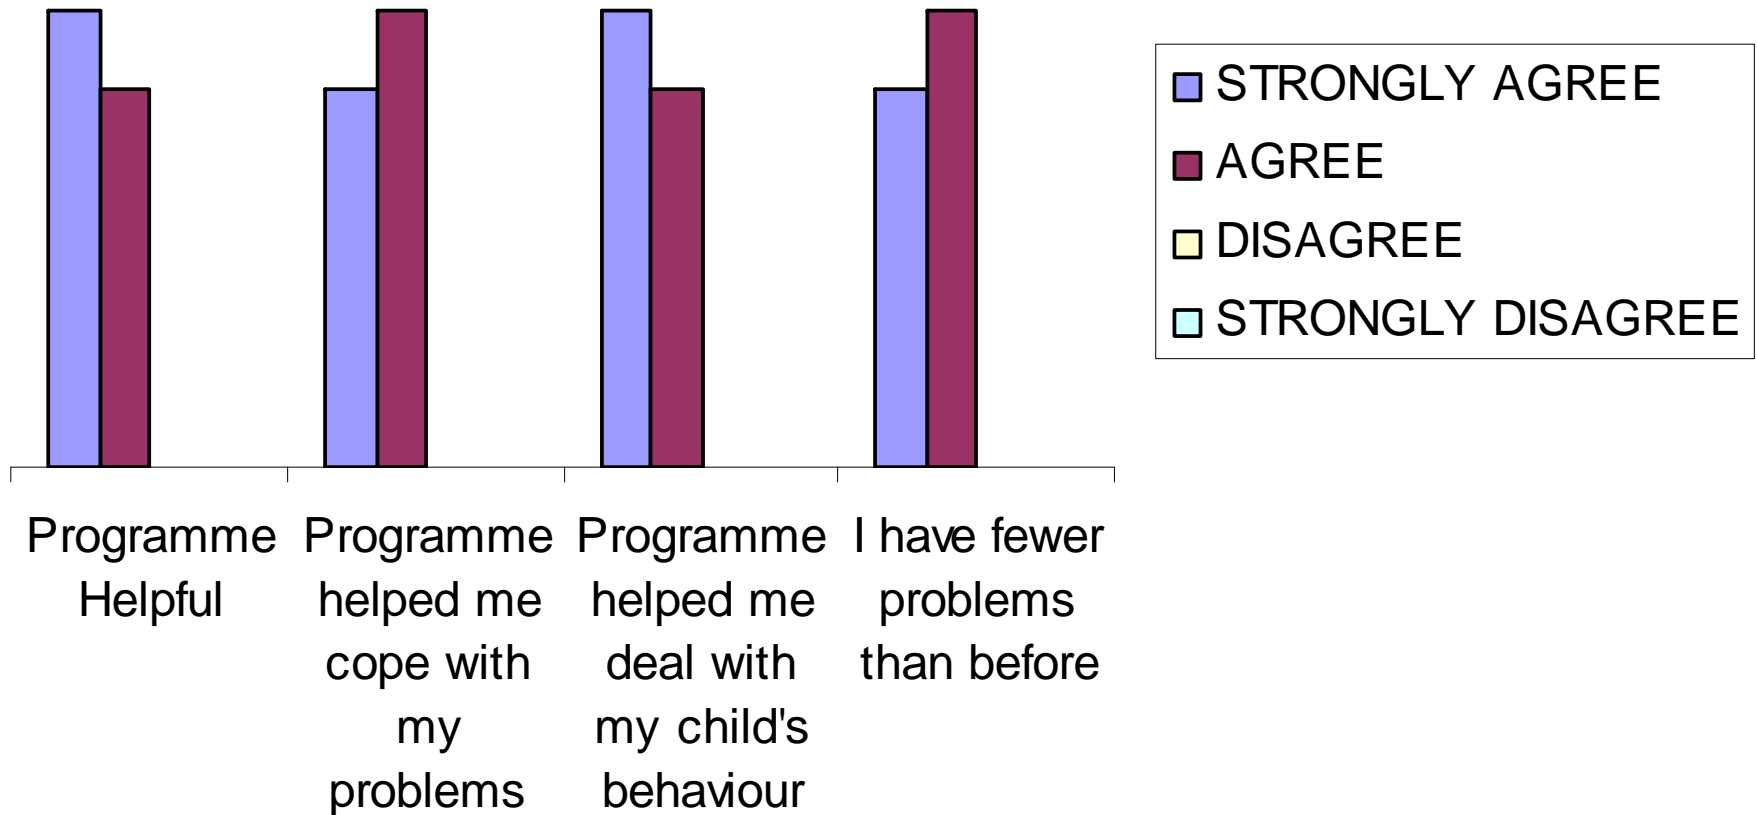 STRONGLY AGREE
AGREE
DISAGREE
STRONGLY DISAGREE
Programme
Helpful
Programme
helped me
cope with
my
problems
Programme
helped me
deal with
my child's
behaviour
I have fewer
problems
than before